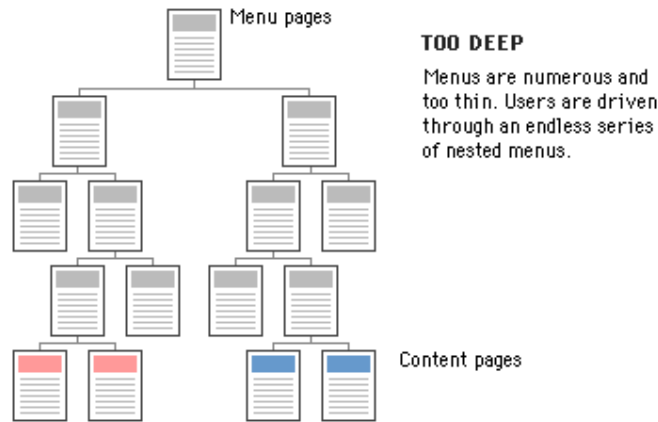 Menu pages
TOO DEEP
Menus are numerous and
too thin. Users are driven
through an endless series
of nested menus.
Content pages